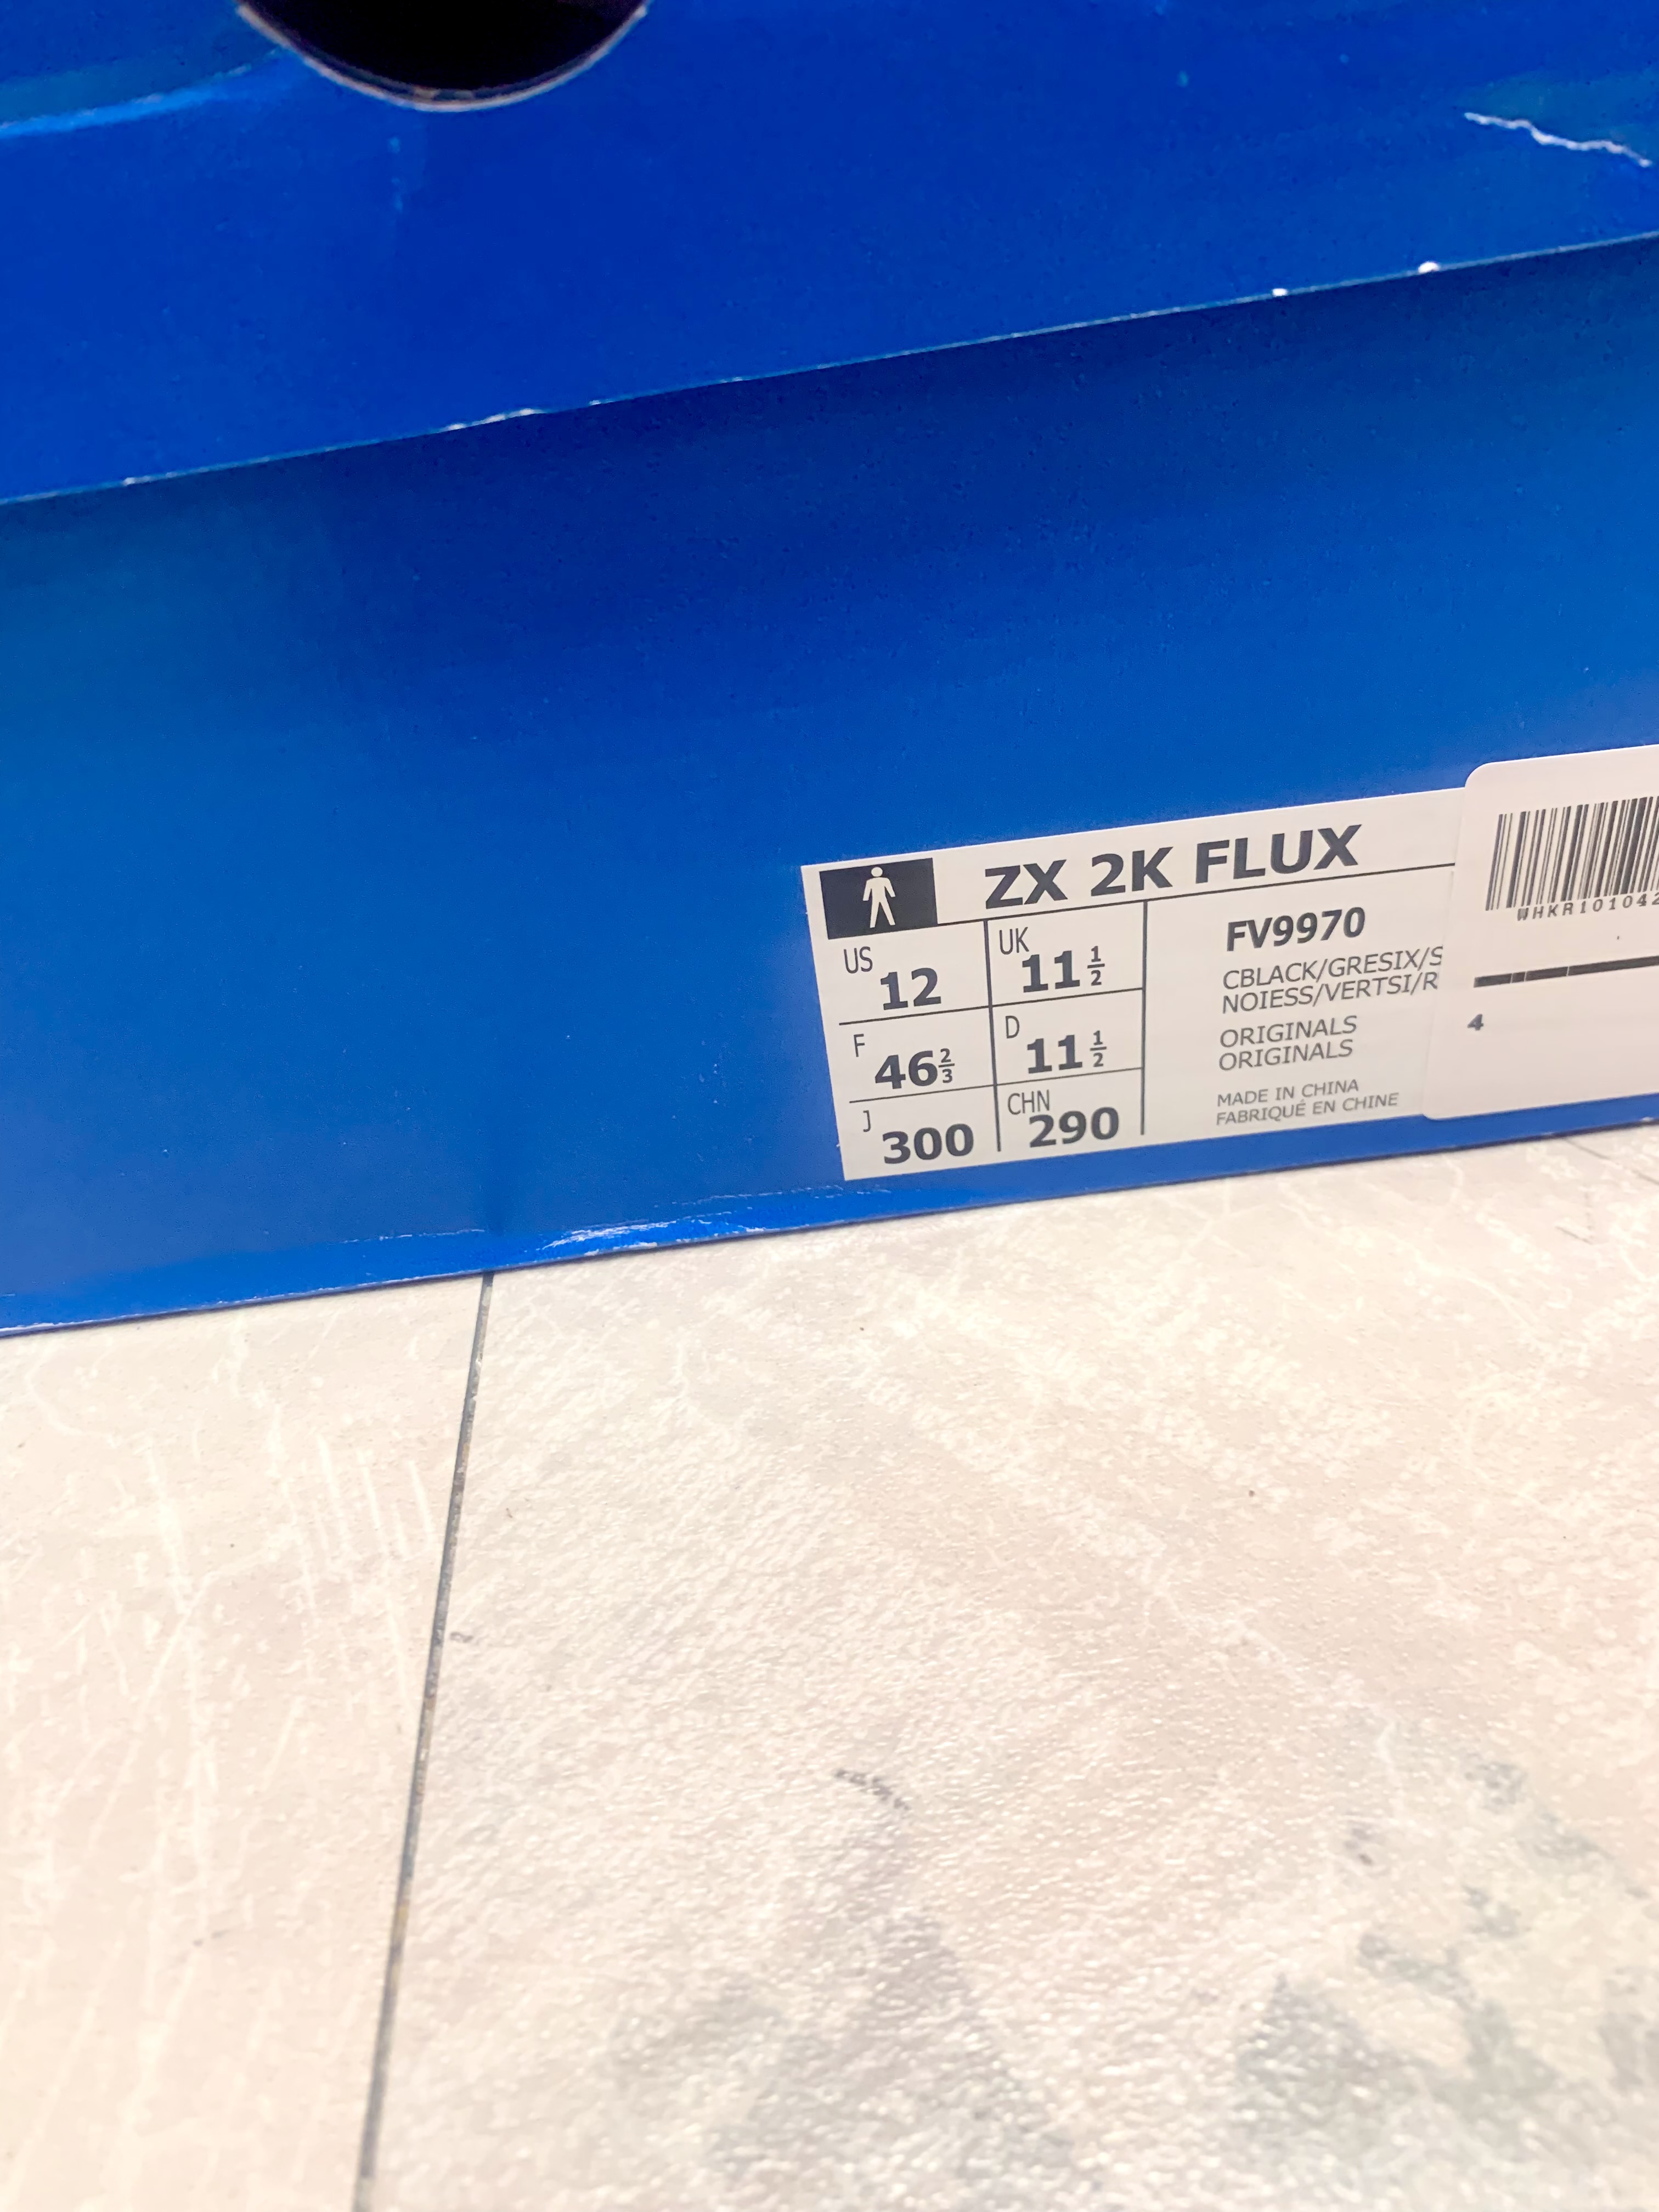 ZX 2K FLUX
US 12
UK 11 1/2
F 46 2/3
D 11 1/2
J 300
CHN 290
FV9970
CBLACK/GRESIX/S
NOIESS/VERTSI/R
ORIGINALS
ORIGINALS
MADE IN CHINA
FABRIQUÉ EN CHINE
WHKR101042
4